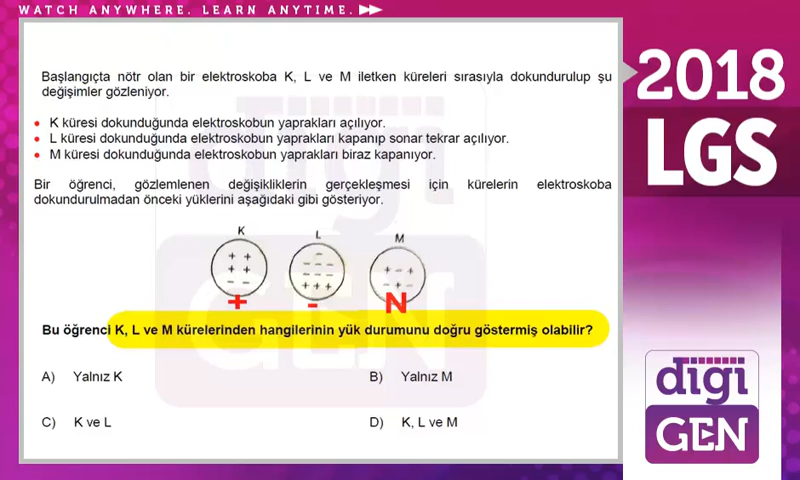 WATCH ANYWHERE. LEARN ANYTIME.
Başlangıçta nötr olan bir elektroskoba K, L ve M iletken küreleri sırasıyla dokundurulup şu
değişimler gözleniyor.
• K küresi dokunduğunda elektroskobun yaprakları açılıyor.
• L küresi dokunduğunda elektroskobun yaprakları kapanıp sonar tekrar açılıyor.
• M küresi dokunduğunda elektroskobun yaprakları biraz kapanıyor.
Bir öğrenci, gözlemlenen değişikliklerin gerçekleşmesi için kürelerin elektroskoba
dokundurulmadan önceki yüklerini aşağıdaki gibi gösteriyor.
K L M
+ + - - + - +
+ + - - - - + -
- - - - - -
+ + +
+ - N
Bu öğrenci K, L ve M kürelerinden hangilerinin yük durumunu doğru göstermiş olabilir?
A) Yalnız K B) Yalnız M
C) K ve L D) K, L ve M
2018
LGS
digi
GEN
digi
GEN